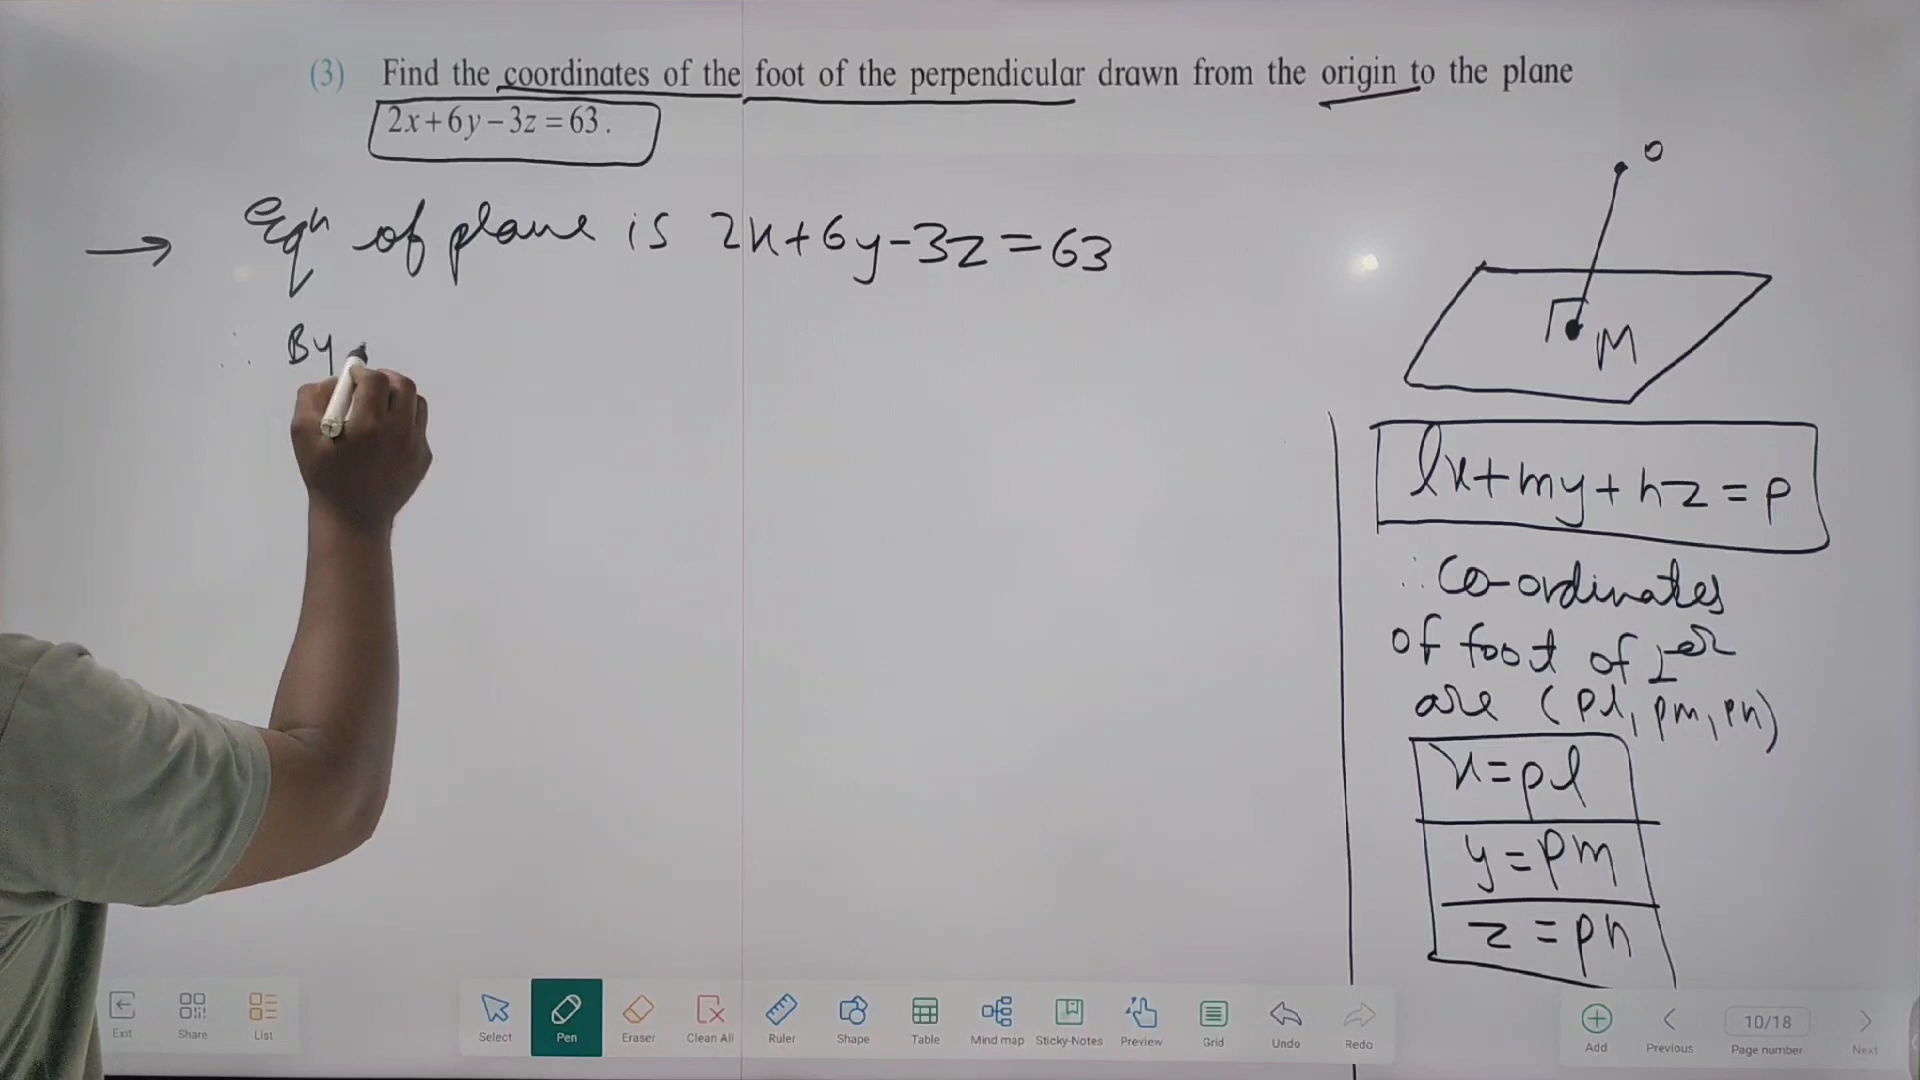 (3) Find the coordinates of the foot of the perpendicular drawn from the origin to the plane
2x+6y−3z=63.
→ Eqn of plane is 2x+6y-3z=63
∴ By
O
M
lx+my+nz=p
∴ Co-ordinates
of foot of ⊥er
are (pl, pm, pn)
x=pl
y=pm
z=pn
Exit Share List Select Pen Eraser Clean All Ruler Shape Table Mind map Sticky-Notes Preview Grid Undo Redo Add Previous 10/18 Page number Next